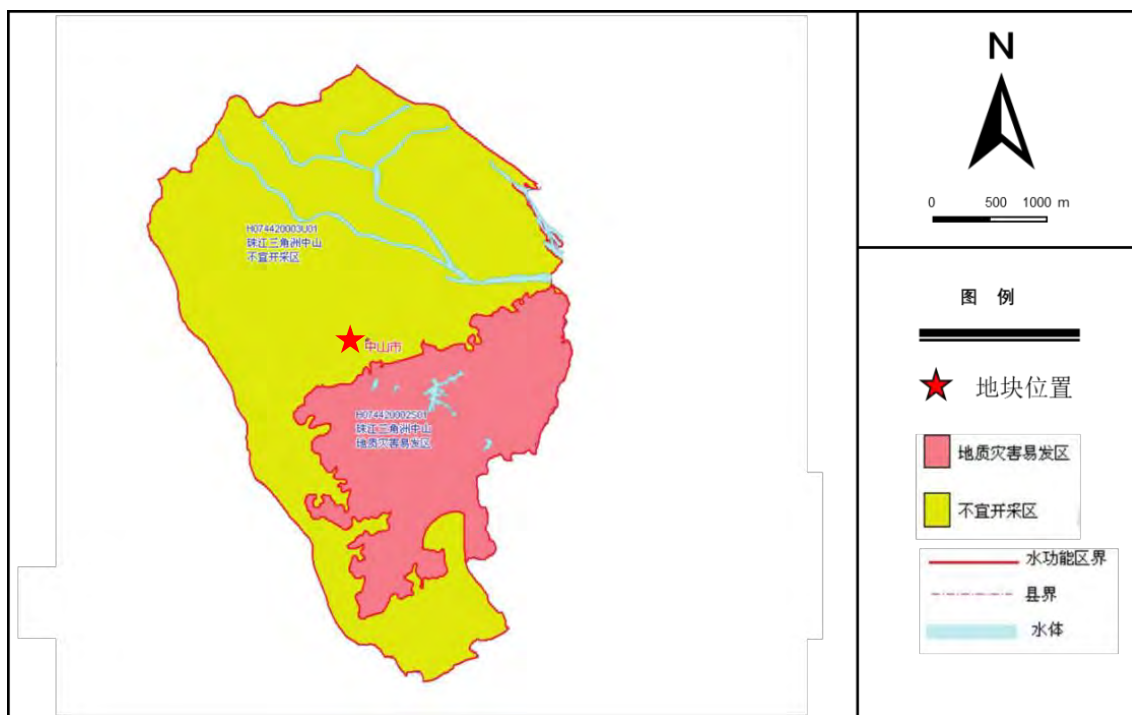 H074420003U01
珠江三角洲中山
不宜开采区
中山市
H074420002S01
珠江三角洲中山
地质灾害易发区
N
0 500 1000 m
图 例
地块位置
地质灾害易发区
不宜开采区
水功能区界
县界
水体